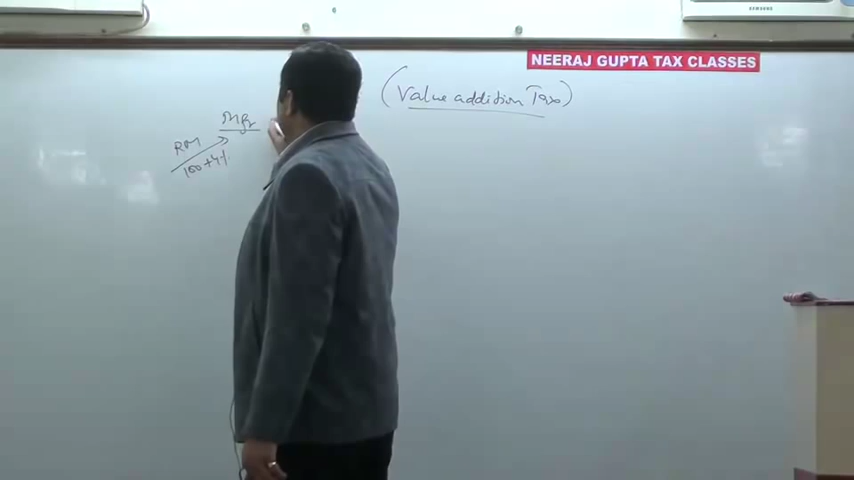 NEERAJ GUPTA TAX CLASSES
(Value addition Tax)
Mfr
RM
100+4%